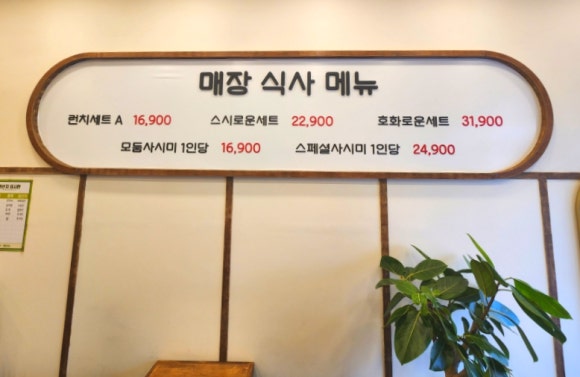 매장 식사 메뉴
런치세트 A 16,900 스시로운세트 22,900 호화로운세트 31,900
모둠사시미 1인당 16,900 스페셜사시미 1인당 24,900